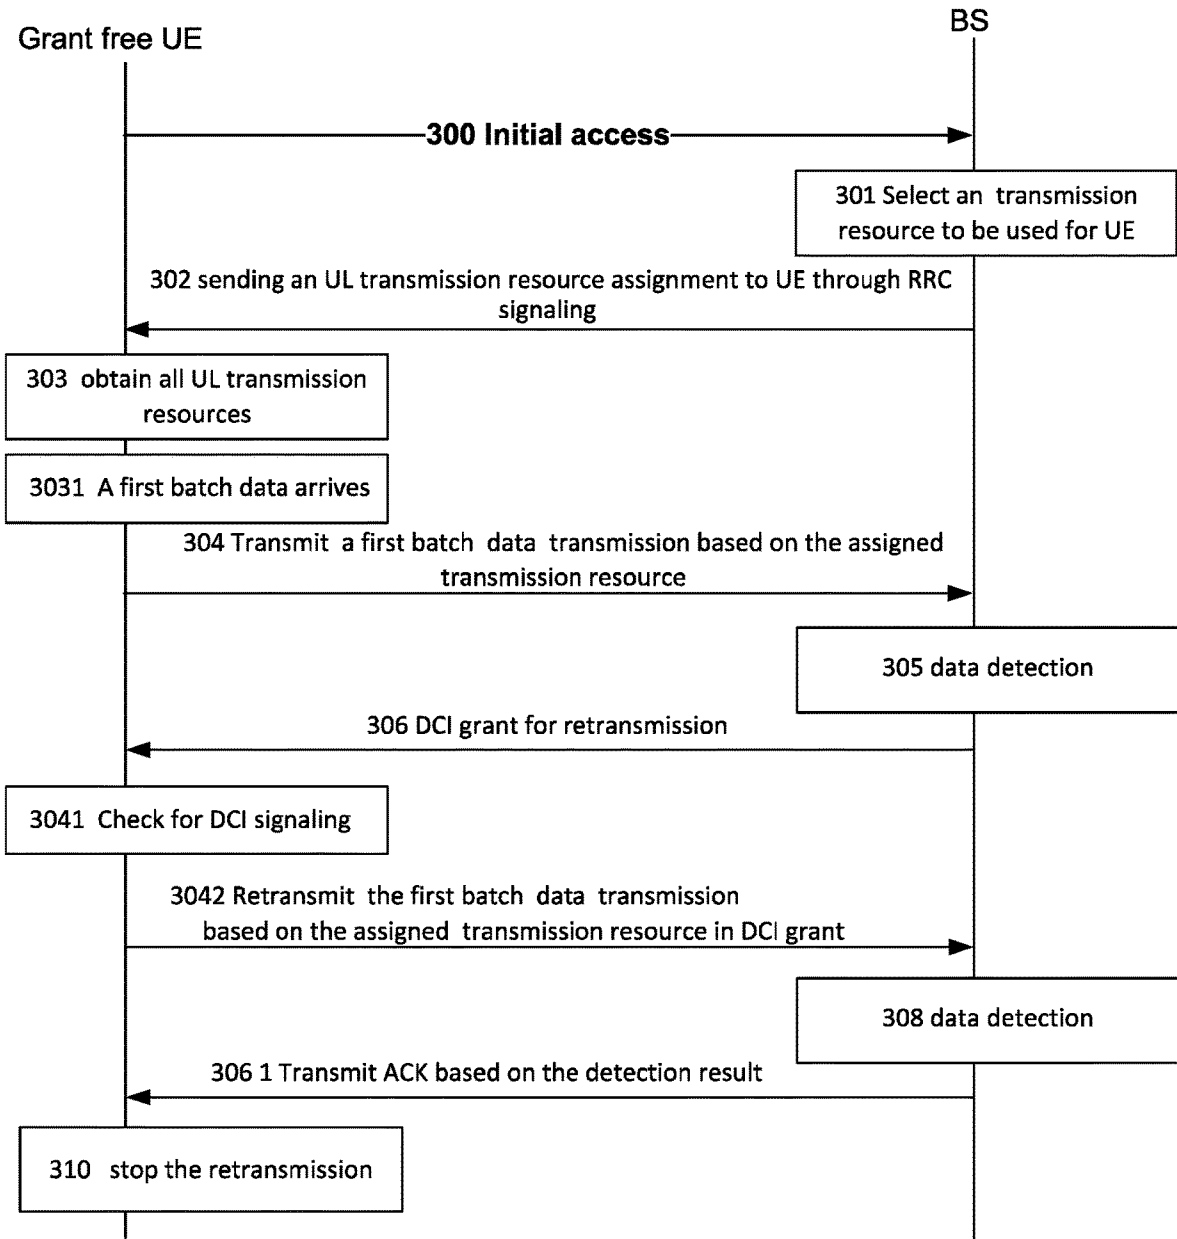 Grant free UE
BS
300 Initial access
301 Select an transmission
resource to be used for UE
302 sending an UL transmission resource assignment to UE through RRC
signaling
303 obtain all UL transmission
resources
3031 A first batch data arrives
304 Transmit a first batch data transmission based on the assigned
transmission resource
305 data detection
306 DCI grant for retransmission
3041 Check for DCI signaling
3042 Retransmit the first batch data transmission
based on the assigned transmission resource in DCI grant
308 data detection
306 1 Transmit ACK based on the detection result
310 stop the retransmission